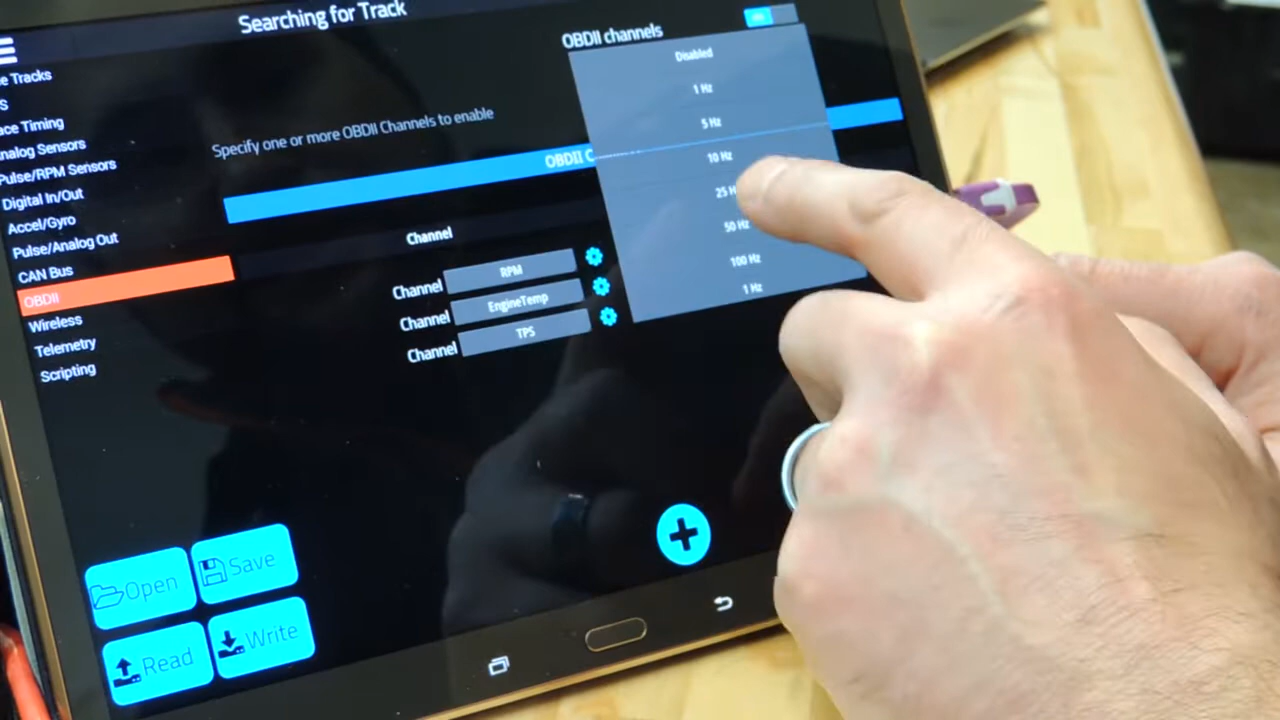 Searching for Track
e Tracks
S
ace Timing
nalog Sensors
Pulse/RPM Sensors
Digital In/Out
Accel/Gyro
Pulse/Analog Out
CAN Bus
OBDII
Wireless
Telemetry
Scripting
OBDII channels
Specify one or more OBDII Channels to enable
OBDII C
Disabled
1 Hz
5 Hz
10 Hz
25 H
50 Hz
100 Hz
1 Hz
Channel
Channel RPM
Channel EngineTemp
Channel TPS
Open
Save
Read
Write